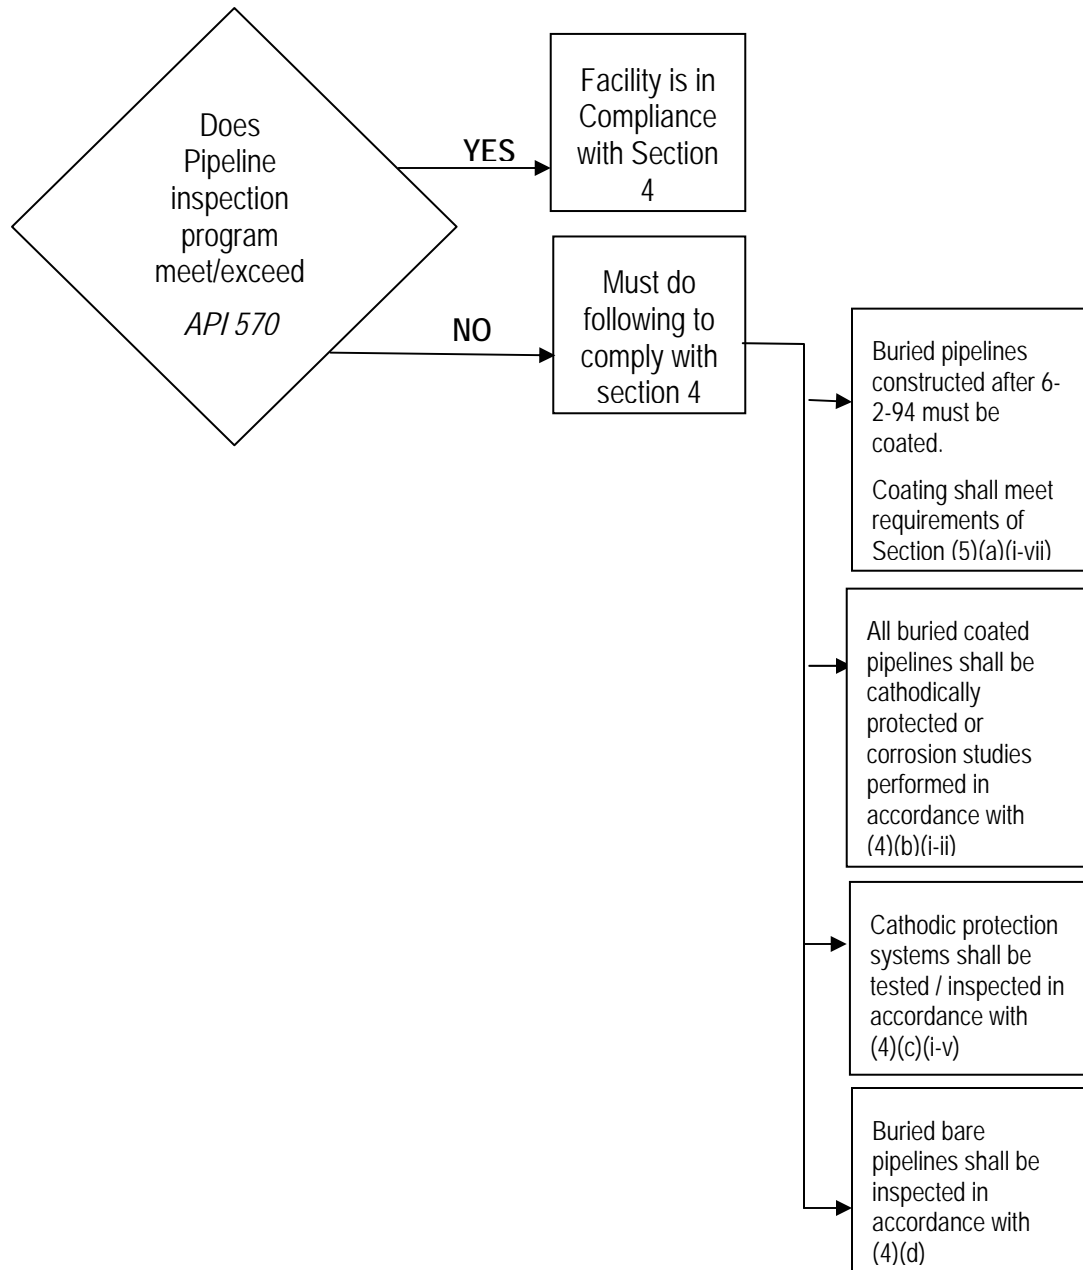 Does
Pipeline
inspection
program
meet/exceed
API 570
YES
Facility is in
Compliance
with Section
4
NO
Must do
following to
comply with
section 4
Buried pipelines
constructed after 6-
2-94 must be
coated.
Coating shall meet
requirements of
Section (5)(a)(i-vii)
All buried coated
pipelines shall be
cathodically
protected or
corrosion studies
performed in
accordance with
(4)(b)(i-ii)
Cathodic protection
systems shall be
tested / inspected in
accordance with
(4)(c)(i-v)
Buried bare
pipelines shall be
inspected in
accordance with
(4)(d)